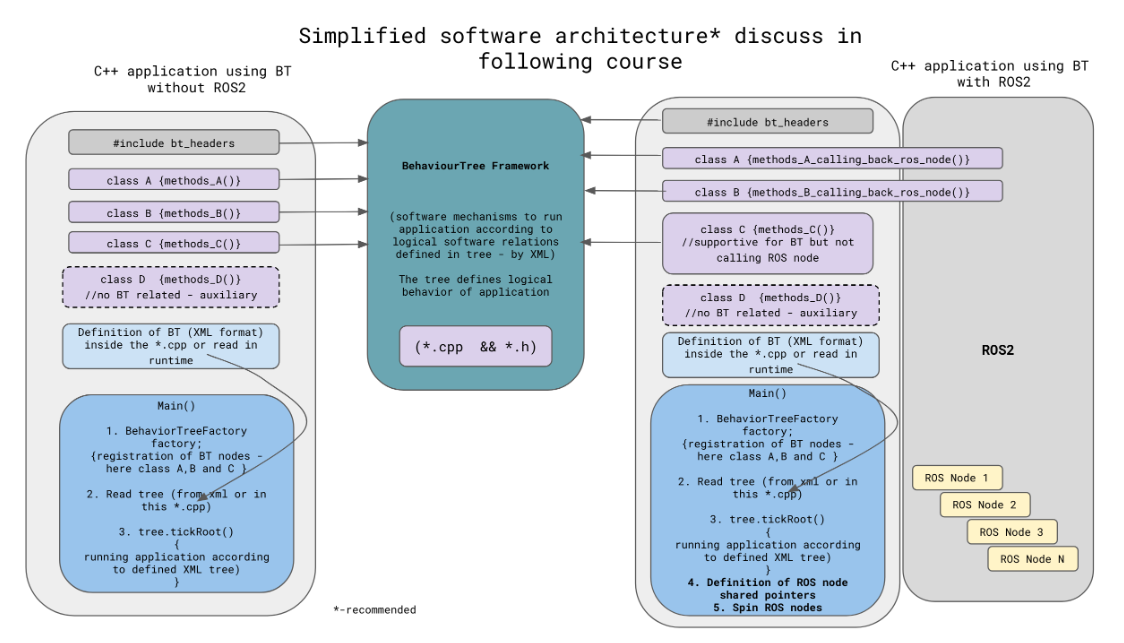 Simplified software architecture* discuss in
following course
C++ application using BT
without ROS2
#include bt_headers
class A {methods_A()}
class B {methods_B()}
class C {methods_C()}
class D  {methods_D()}
//no BT related - auxiliary
Definition of BT (XML format)
inside the *.cpp or read in
runtime
Main()
1. BehaviorTreeFactory
factory;
{registration of BT nodes -
here class A,B and C }
2. Read tree (from xml or in
this *.cpp)
3. tree.tickRoot()
{
running application according
to defined XML tree)
}
BehaviourTree Framework
(software mechanisms to run
application according to
logical software relations
defined in tree - by XML)
The tree defines logical
behavior of application
(*.cpp  && *.h)
*-recommended
C++ application using BT
with ROS2
#include bt_headers
class A {methods_A_calling_back_ros_node()}
class B {methods_B_calling_back_ros_node()}
class C {methods_C()}
//supportive for BT but not
calling ROS node
class D  {methods_D()}
//no BT related - auxiliary
Definition of BT (XML format)
inside the *.cpp or read in
runtime
Main()
1. BehaviorTreeFactory
factory;
{registration of BT nodes -
here class A,B and C }
2. Read tree (from xml or in
this *.cpp)
3. tree.tickRoot()
{
running application according
to defined XML tree)
}
4. Definition of ROS node
shared pointers
5. Spin ROS nodes
ROS2
ROS Node 1
ROS Node 2
ROS Node 3
ROS Node N